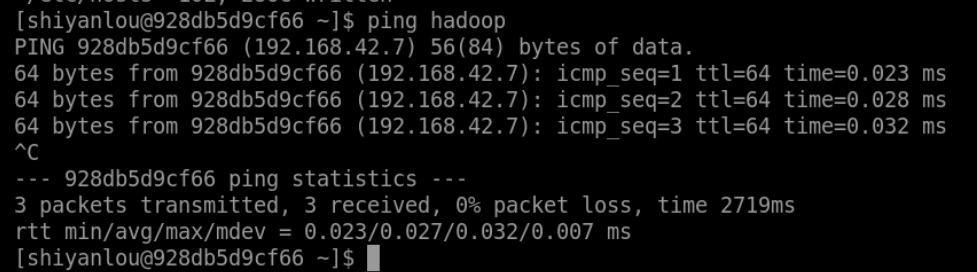 [shiyanlou@928db5d9cf66 ~]$ ping hadoop
PING 928db5d9cf66 (192.168.42.7) 56(84) bytes of data.
64 bytes from 928db5d9cf66 (192.168.42.7): icmp_seq=1 ttl=64 time=0.023 ms
64 bytes from 928db5d9cf66 (192.168.42.7): icmp_seq=2 ttl=64 time=0.028 ms
64 bytes from 928db5d9cf66 (192.168.42.7): icmp_seq=3 ttl=64 time=0.032 ms
^C
--- 928db5d9cf66 ping statistics ---
3 packets transmitted, 3 received, 0% packet loss, time 2719ms
rtt min/avg/max/mdev = 0.023/0.027/0.032/0.007 ms
[shiyanlou@928db5d9cf66 ~]$